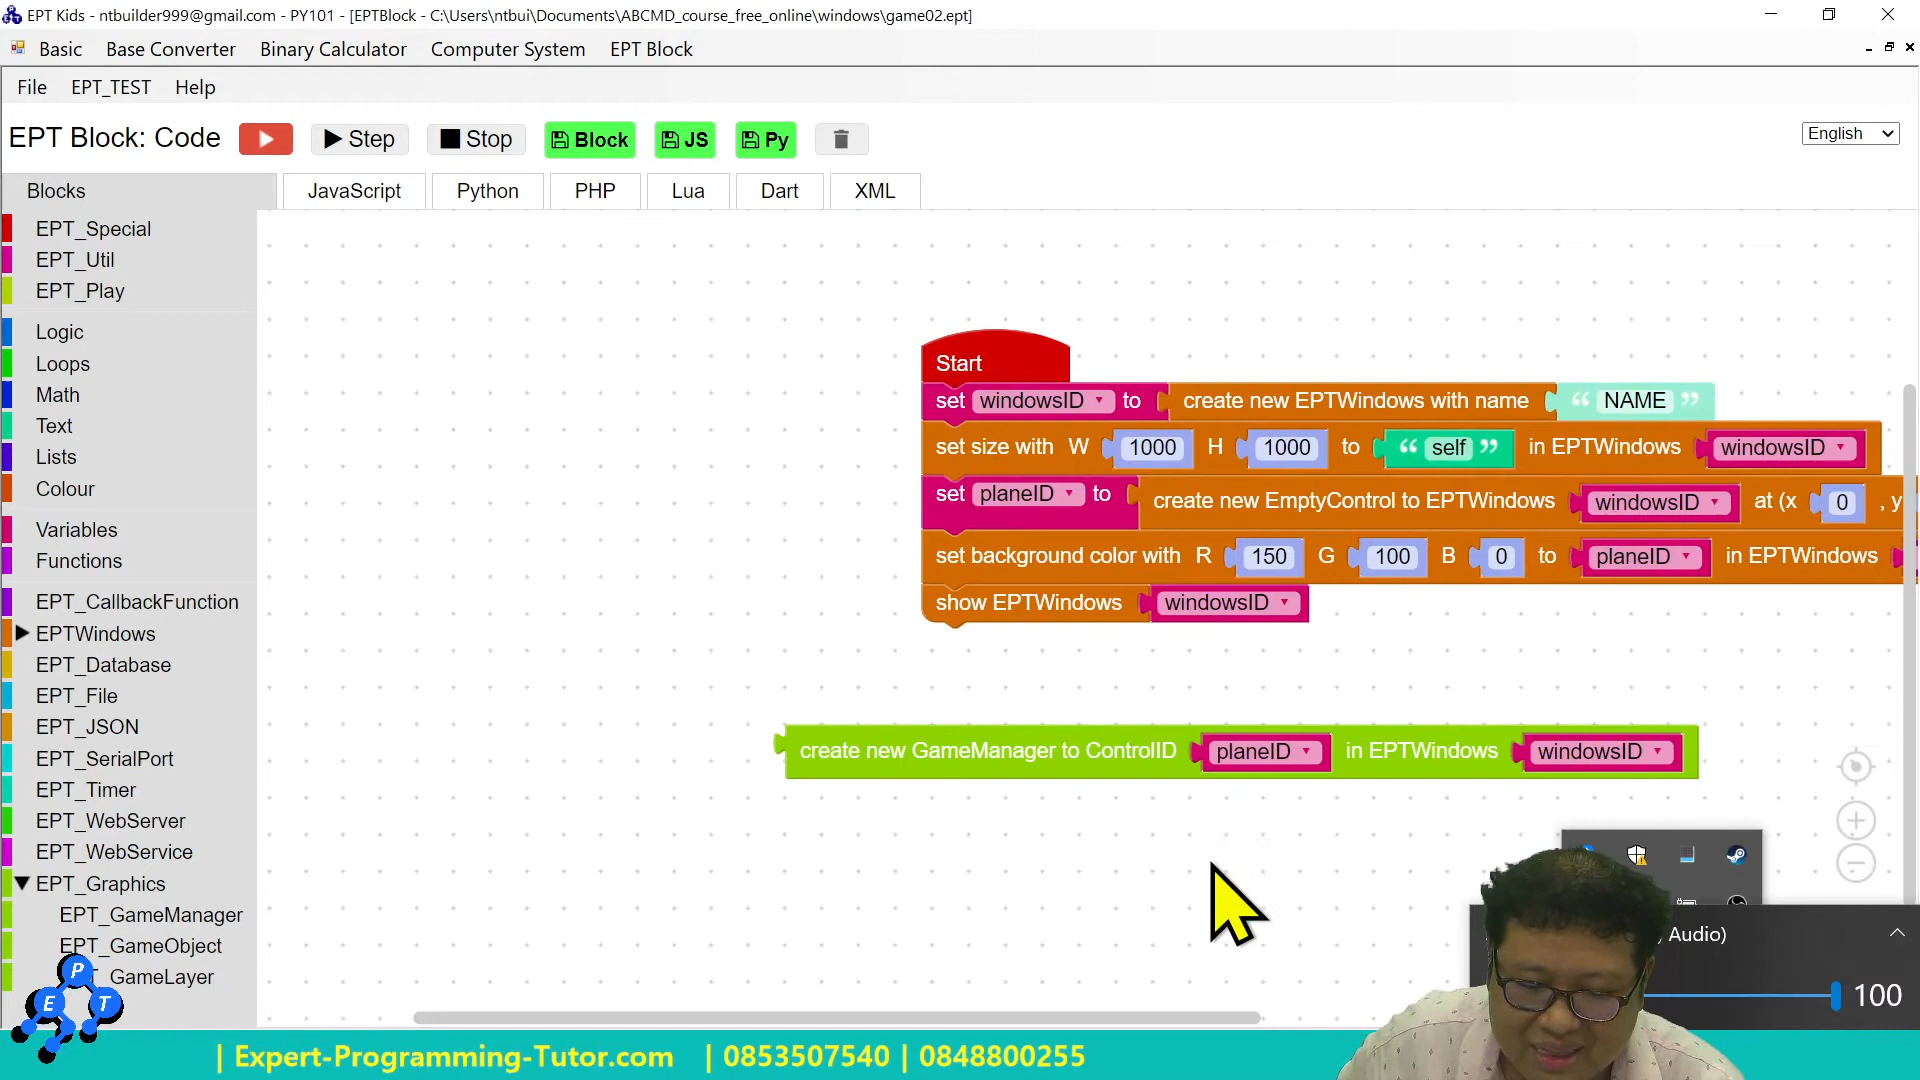 EPT Kids - ntbuilder999@gmail.com - PY101 - [EPTBlock - C:\Users\ntbui\Documents\ABCMD_course_free_online\windows\game02.ept]
Basic Base Converter Binary Calculator Computer System EPT Block
File EPT_TEST Help
EPT Block: Code Step Stop Block JS Py English
Blocks JavaScript Python PHP Lua Dart XML
EPT_Special
EPT_Util
EPT_Play
Logic
Loops
Math
Text
Lists
Colour
Variables
Functions
EPT_CallbackFunction
EPTWindows
EPT_Database
EPT_File
EPT_JSON
EPT_SerialPort
EPT_Timer
EPT_WebServer
EPT_WebService
EPT_Graphics
EPT_GameManager
EPT_GameObject
GameLayer
Start
set windowsID to create new EPTWindows with name “ NAME ”
set size with W 1000 H 1000 to “ self ” in EPTWindows windowsID
set planeID to create new EmptyControl to EPTWindows windowsID at (x 0 , y
set background color with R 150 G 100 B 0 to planeID in EPTWindows
show EPTWindows windowsID
create new GameManager to ControlID planeID in EPTWindows windowsID
Audio)
100
P
E T
| Expert-Programming-Tutor.com | 0853507540 | 0848800255